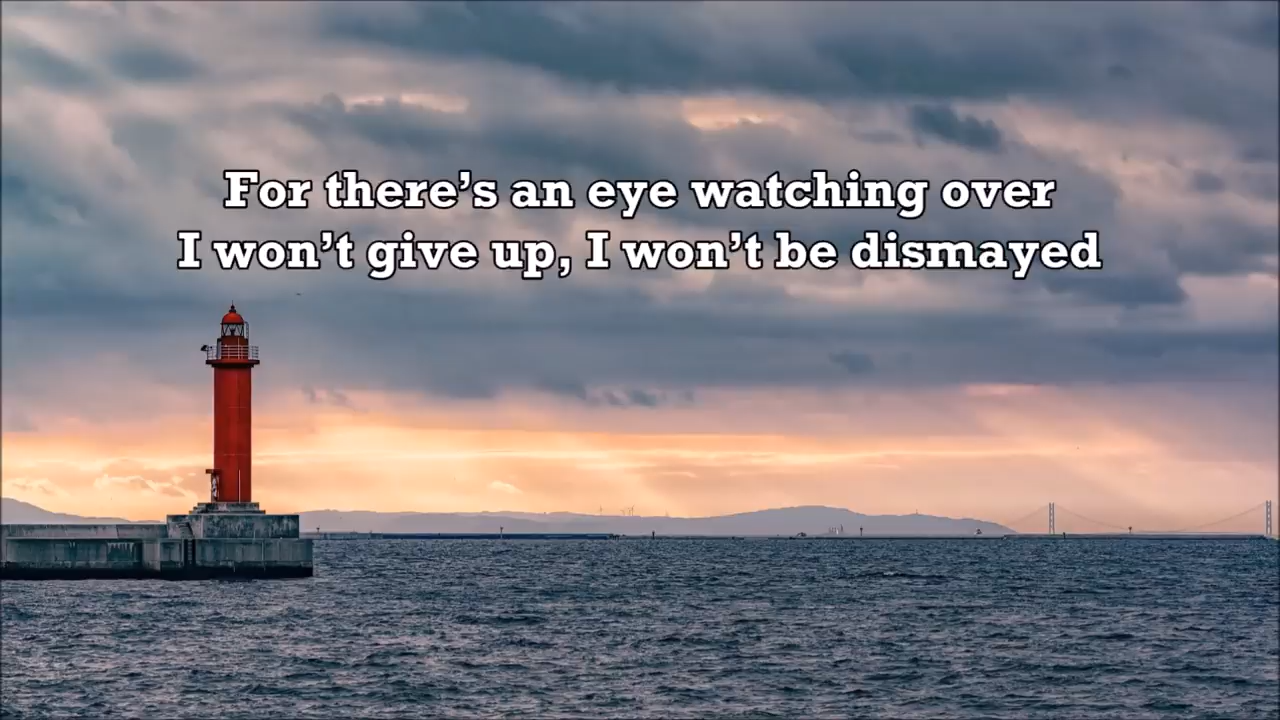 For there’s an eye watching over
I won’t give up, I won’t be dismayed